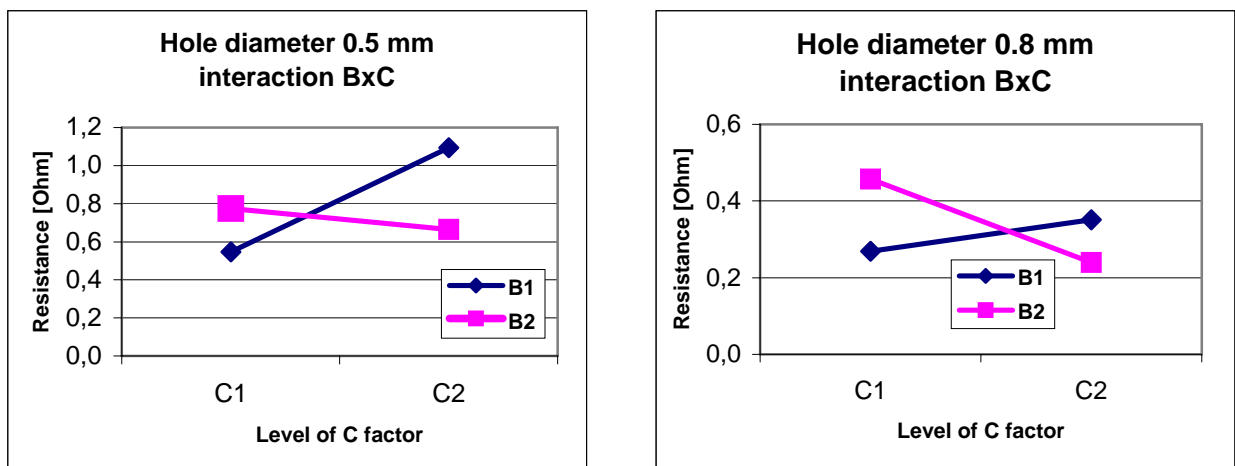 Hole diameter 0.5 mm
interaction BxC
Resistance [Ohm]
1,2
1,0
0,8
0,6
0,4
0,2
0,0
B1
B2
C1 C2
Level of C factor
Hole diameter 0.8 mm
interaction BxC
Resistance [Ohm]
0,6
0,4
0,2
0,0
B1
B2
C1 C2
Level of C factor